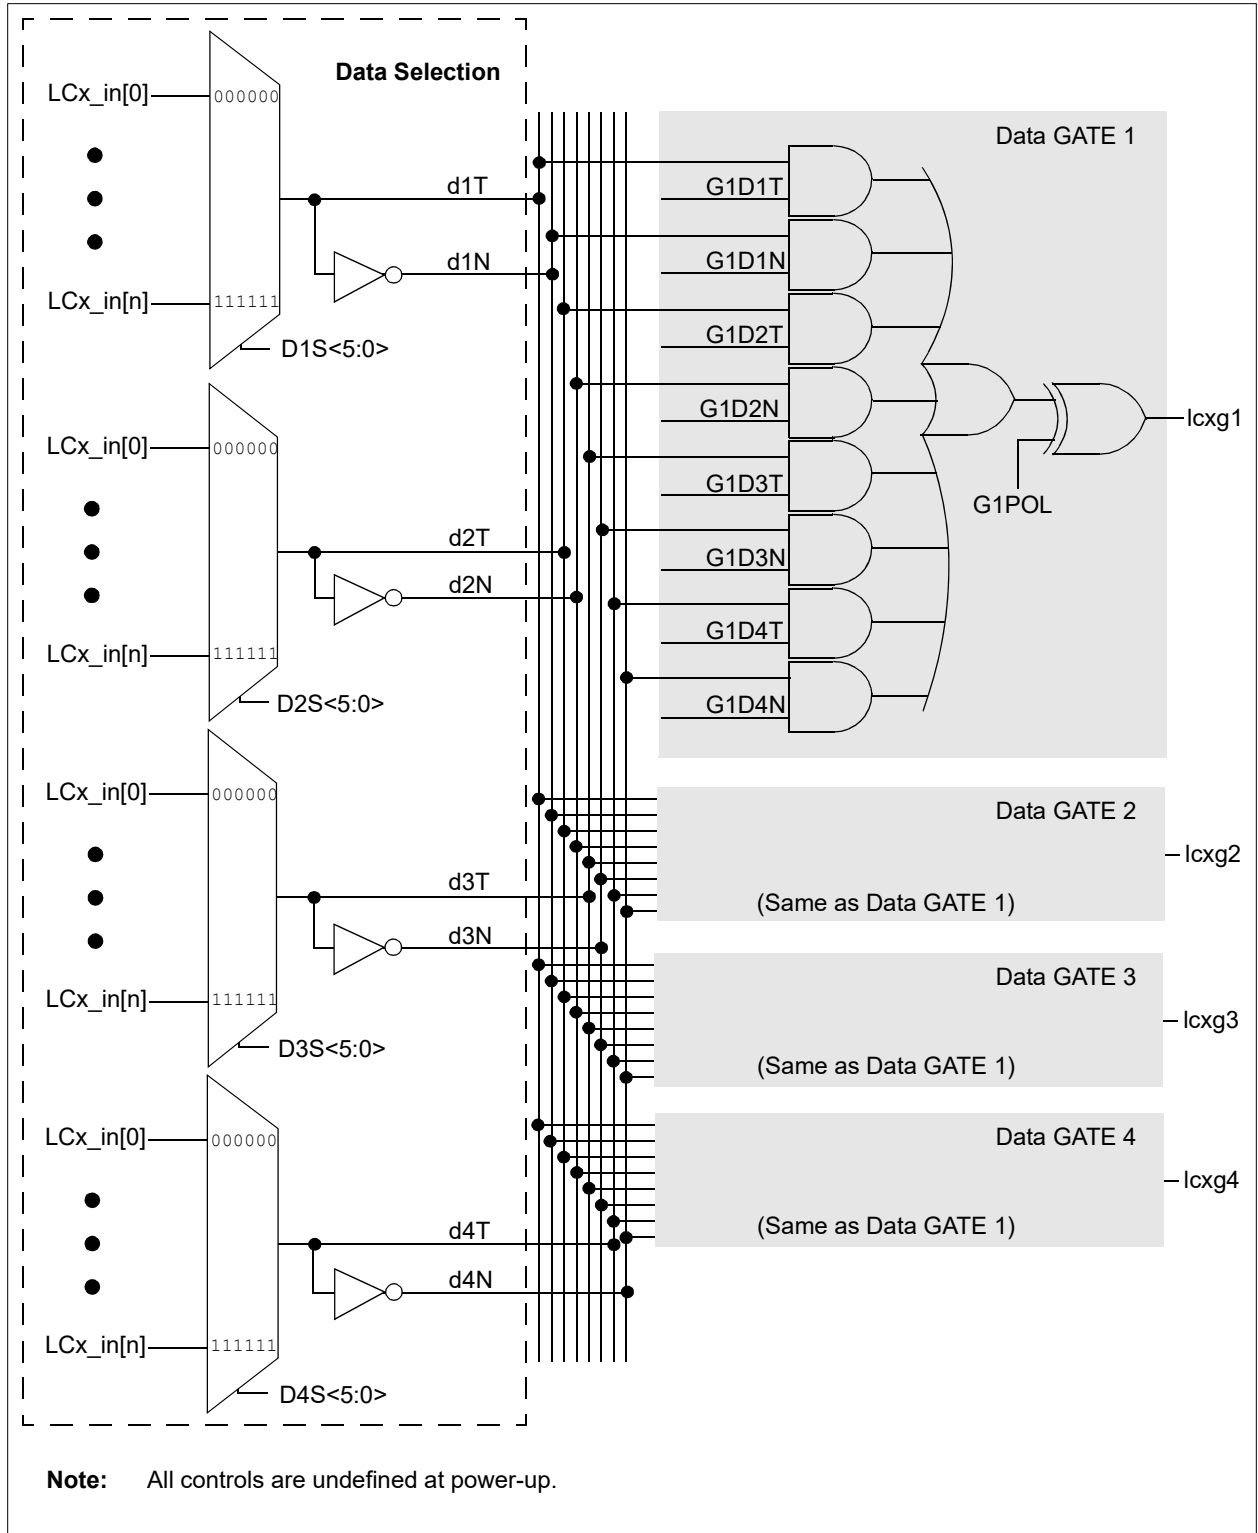 Data Selection
LCx_in[0]
000000
d1T
d1N
LCx_in[n]
111111
D1S<5:0>
LCx_in[0]
000000
d2T
d2N
LCx_in[n]
111111
D2S<5:0>
LCx_in[0]
000000
d3T
d3N
LCx_in[n]
111111
D3S<5:0>
LCx_in[0]
000000
d4T
d4N
LCx_in[n]
111111
D4S<5:0>
Data GATE 1
G1D1T
G1D1N
G1D2T
G1D2N
G1D3T
G1D3N
G1D4T
G1D4N
G1POL
lcxg1
Data GATE 2
(Same as Data GATE 1)
lcxg2
Data GATE 3
(Same as Data GATE 1)
lcxg3
Data GATE 4
(Same as Data GATE 1)
lcxg4
Note: All controls are undefined at power-up.